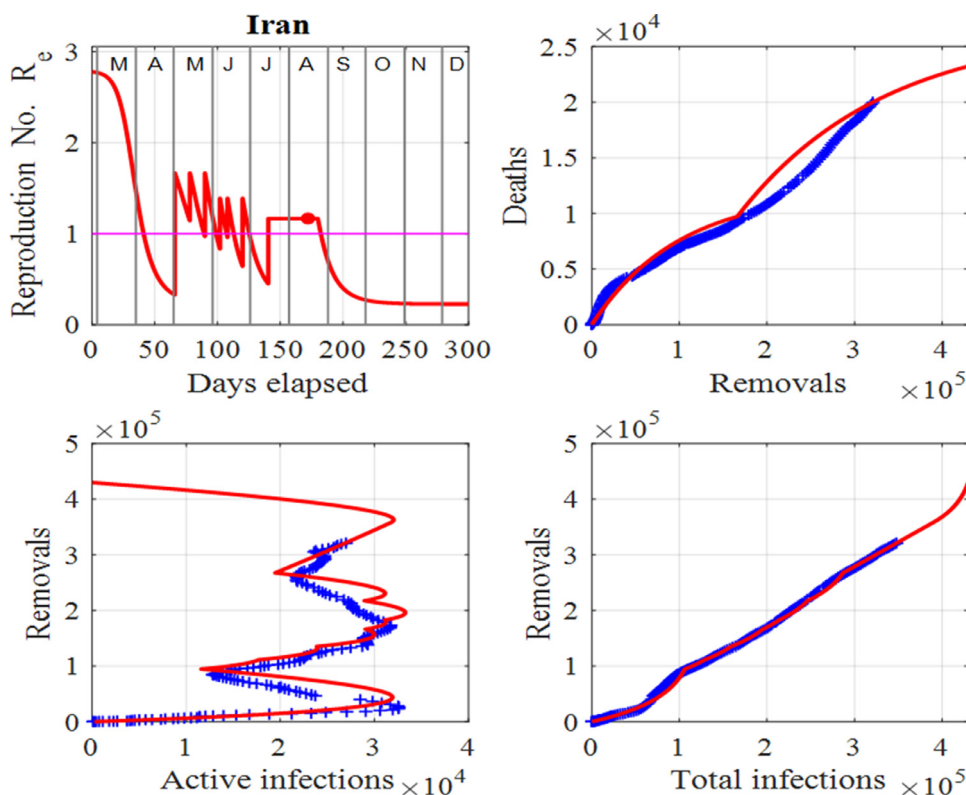 Iran
Reproduction No. R_e
3
2
1
0
M A M J J A S O N D
0 50 100 150 200 250 300
Days elapsed
×10^4
Deaths
2.5
2
1.5
1
0.5
0
0 1 2 3 4
Removals ×10^5
×10^5
Removals
5
4
3
2
1
0
0 1 2 3 4
Active infections ×10^4
×10^5
Removals
5
4
3
2
1
0
0 1 2 3 4
Total infections ×10^5